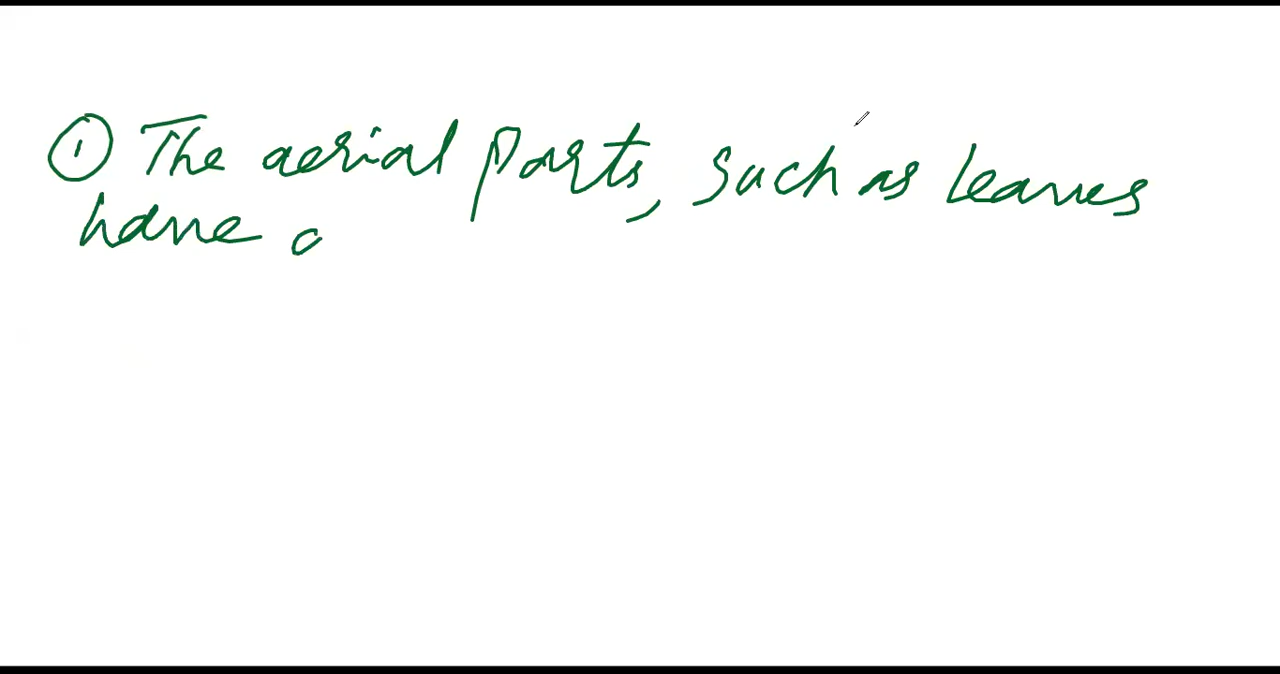 ① The aerial parts, such as leaves
have a